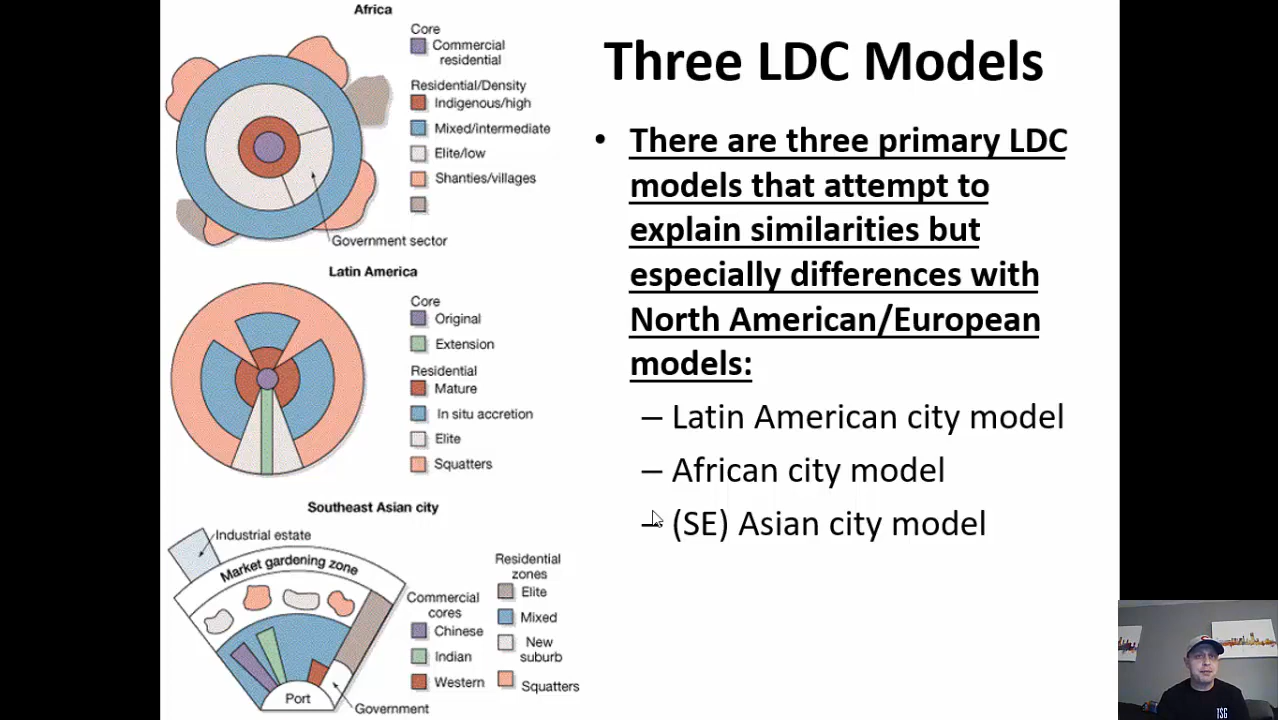 Africa
Core
Commercial
residential
Residential/Density
Indigenous/high
Mixed/intermediate
Elite/low
Shanties/villages
Government sector
Latin America
Core
Original
Extension
Residential
Mature
In situ accretion
Elite
Squatters
Southeast Asian city
Industrial estate
Market gardening zone
Port
Government
Commercial
cores
Chinese
Indian
Western
Residential
zones
Elite
Mixed
New
suburb
Squatters
Three LDC Models
• There are three primary LDC
models that attempt to
explain similarities but
especially differences with
North American/European
models:
– Latin American city model
– African city model
– (SE) Asian city model
TSG